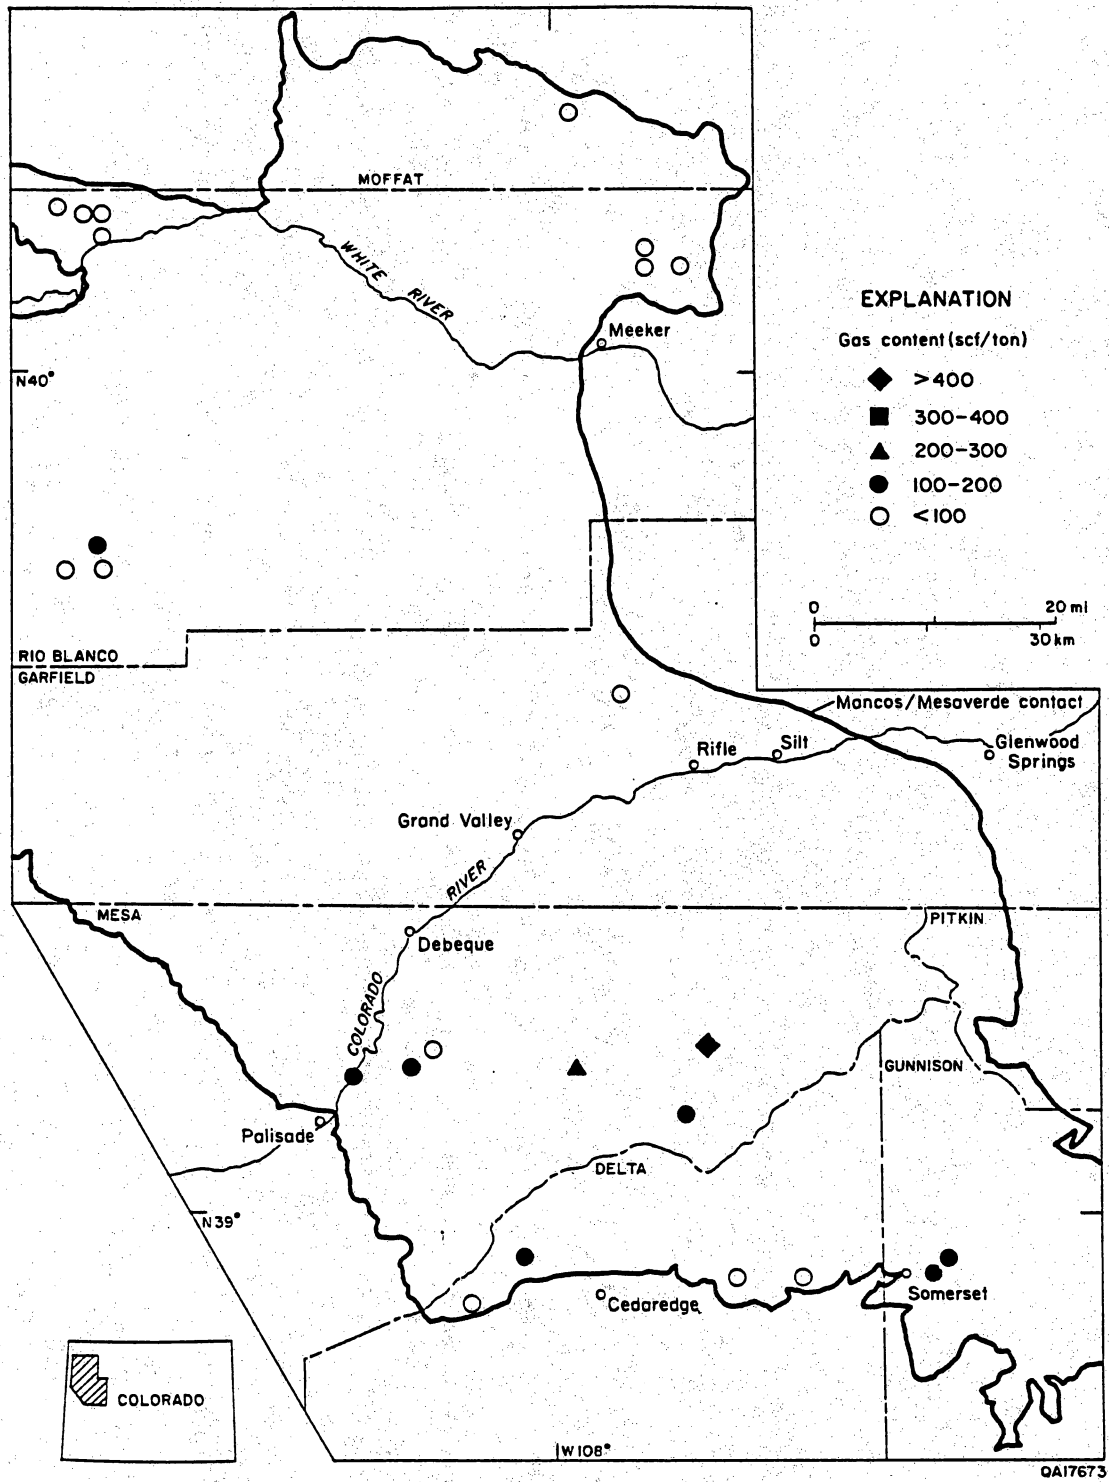 MOFFAT
WHITE RIVER
Meeker
N40°
EXPLANATION
Gas content (scf/ton)
>400
300-400
200-300
100-200
<100
0 20 mi
0 30 km
RIO BLANCO
GARFIELD
Mancos/Mesaverde contact
Glenwood
Springs
Silt
Rifle
Grand Valley
COLORADO RIVER
MESA
PITKIN
Debeque
GUNNISON
Palisade
DELTA
N39°
Somerset
Cedaredge
COLORADO
W108°
QA17673